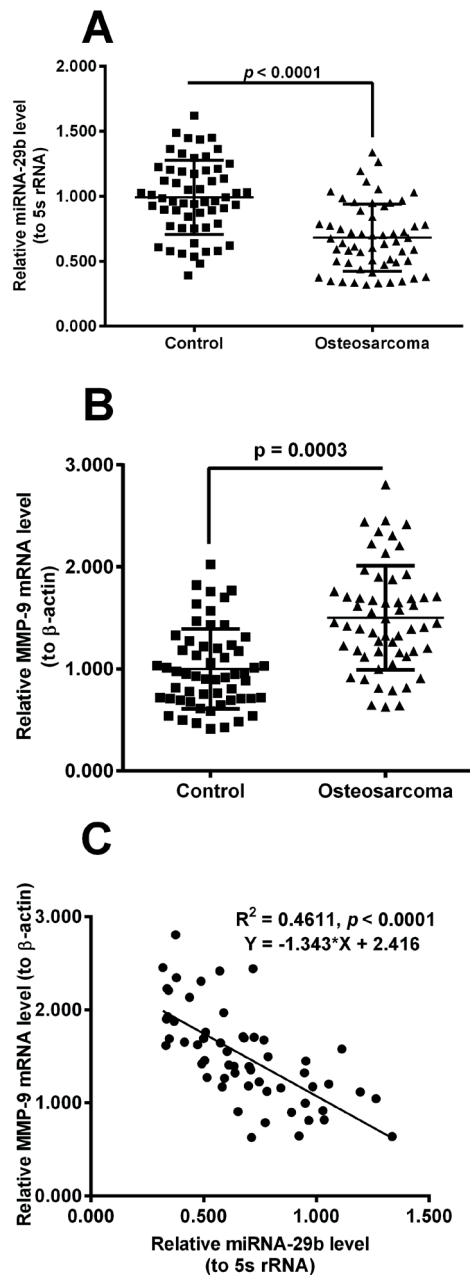 A
Relative miRNA-29b level
(to 5s rRNA)
2.000
1.500
1.000
0.500
0.000
p < 0.0001
Control
Osteosarcoma
B
Relative MMP-9 mRNA level
(to β-actin)
3.000
2.000
1.000
0.000
p = 0.0003
Control
Osteosarcoma
C
Relative MMP-9 mRNA level (to β-actin)
3.000
2.000
1.000
0.000
R² = 0.4611, p < 0.0001
Y = -1.343*X + 2.416
0.000
0.500
1.000
1.500
Relative miRNA-29b level
(to 5s rRNA)